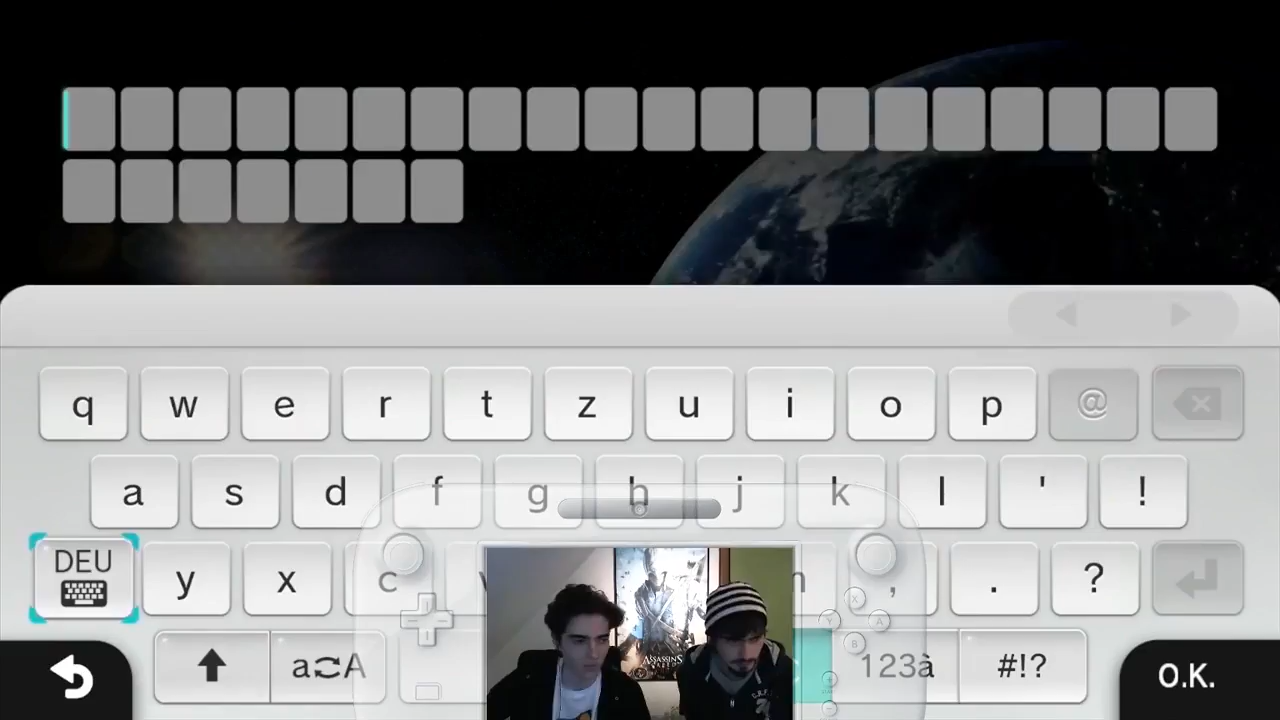 q w e r t z u i o p @
a s d f g h j k l ' !
DEU y x c , . ?
a A 123à #!? O.K.
ASSASSIN'S
X
Y A
B